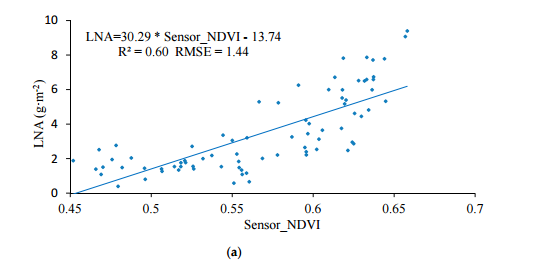 10
LNA=30.29 * Sensor_NDVI - 13.74
R² = 0.60 RMSE = 1.44
8
6
4
2
0
LNA (g·m⁻²)
0.45 0.5 0.55 0.6 0.65 0.7
Sensor_NDVI
(a)